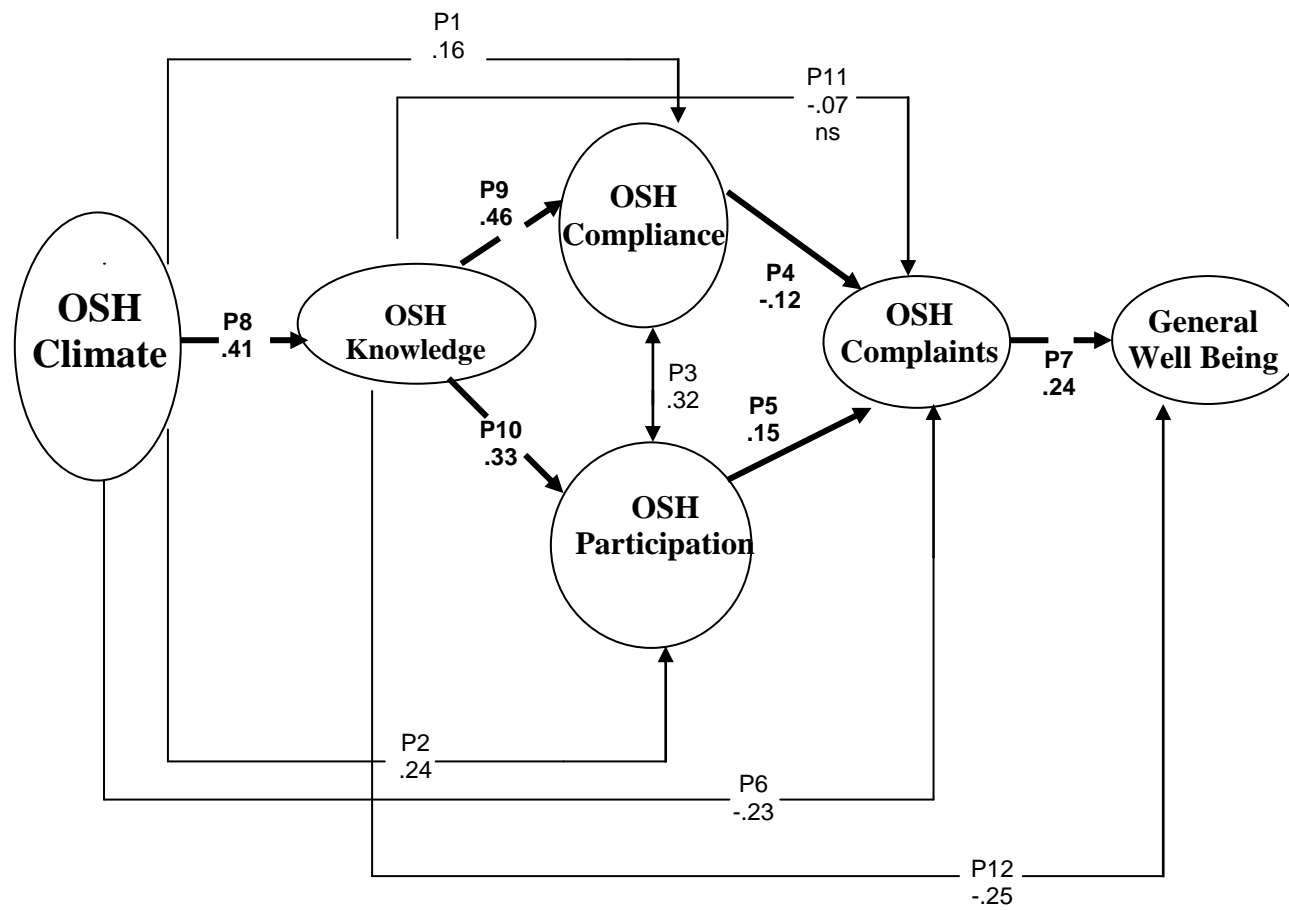 P1
.16
P11
-.07
ns
P9
.46
OSH
Compliance
P4
-.12
OSH
Climate
P8
.41
OSH
Knowledge
OSH
Complaints
P7
.24
General
Well Being
P3
.32
P10
.33
P5
.15
OSH
Participation
P2
.24
P6
-.23
P12
-.25